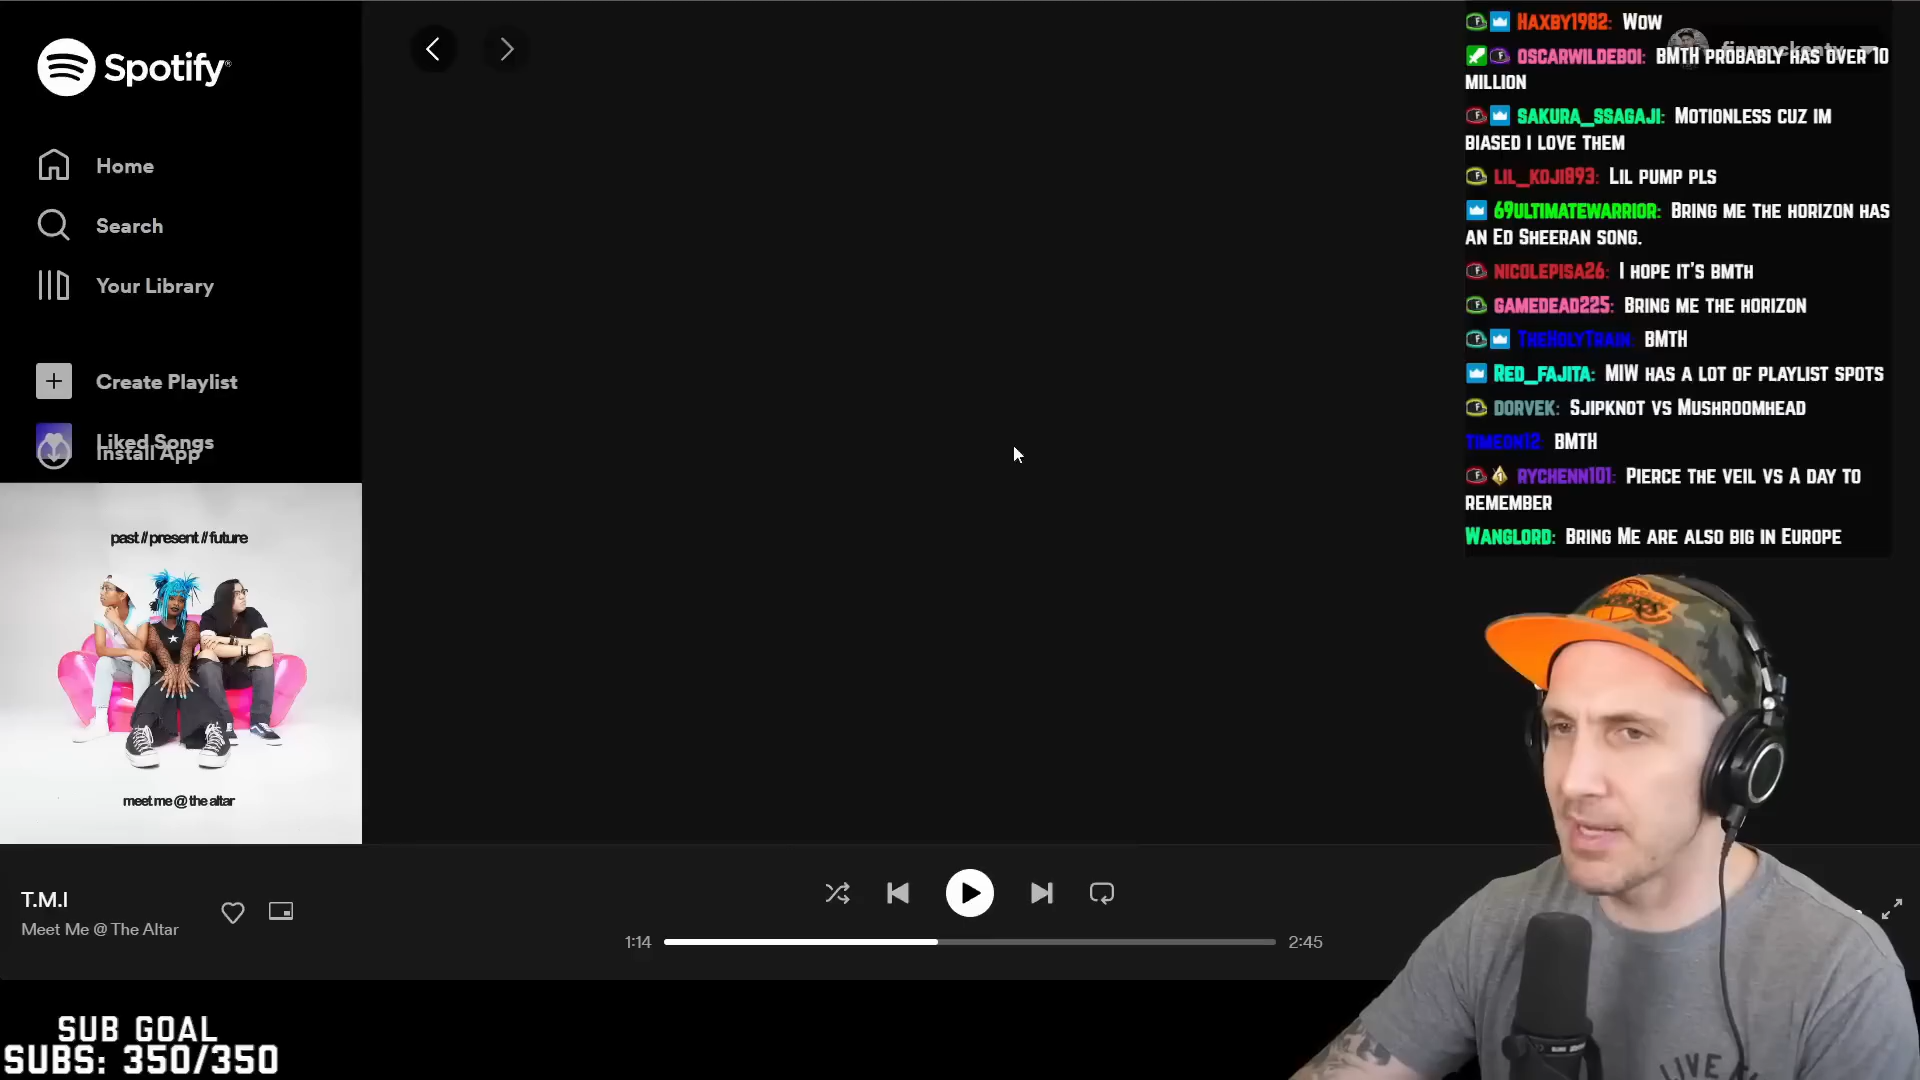 Spotify®
Home
Search
Your Library
Create Playlist
Liked Songs
Install App
past // present // future
meet me @ the altar
T.M.I
Meet Me @ The Altar
1:14
2:45
SUB GOAL
SUBS: 350/350
finnmckenty
HAXBY1982: WOW
OSCARWILDEBOI: BMTH PROBABLY HAS OVER 10
MILLION
SAKURA_SSAGAJI: MOTIONLESS CUZ IM
BIASED I LOVE THEM
LIL_KOJI893: LIL PUMP PLS
69ULTIMATEWARRIOR: BRING ME THE HORIZON HAS
AN ED SHEERAN SONG.
NICOLEPISA26: I HOPE IT'S BMTH
GAMEDEAD225: BRING ME THE HORIZON
THEHOLYTRAIN: BMTH
RED_FAJITA: MIW HAS A LOT OF PLAYLIST SPOTS
DORVEK: SJIPKNOT VS MUSHROOMHEAD
TIMEON12: BMTH
RYCHENN101: PIERCE THE VEIL VS A DAY TO
REMEMBER
WANGLORD: BRING ME ARE ALSO BIG IN EUROPE